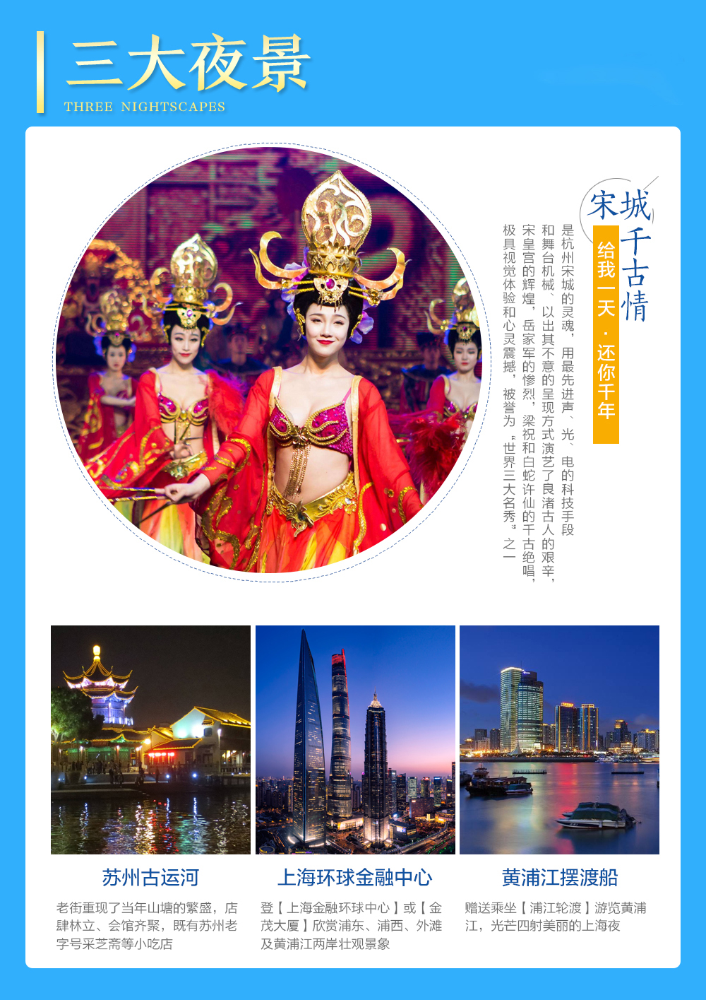 三大夜景
THREE NIGHTSCAPES
宋城千古情
给我一天·还你千年
是杭州宋城的灵魂，用最先进声、光、电的科技手段
和舞台机械、以出其不意的呈现方式演艺了良渚古人的艰辛，
宋皇宫的辉煌，岳家军的惨烈，梁祝和白蛇许仙的千古绝唱，
极具视觉体验和心灵震撼，被誉为“世界三大名秀”之一
苏州古运河
老街重现了当年山塘的繁盛，店
肆林立、会馆齐聚，既有苏州老
字号采芝斋等小吃店
上海环球金融中心
登【上海金融环球中心】或【金
茂大厦】欣赏浦东、浦西、外滩
及黄浦江两岸壮观景象
黄浦江摆渡船
赠送乘坐【浦江轮渡】游览黄浦
江，光芒四射美丽的上海夜